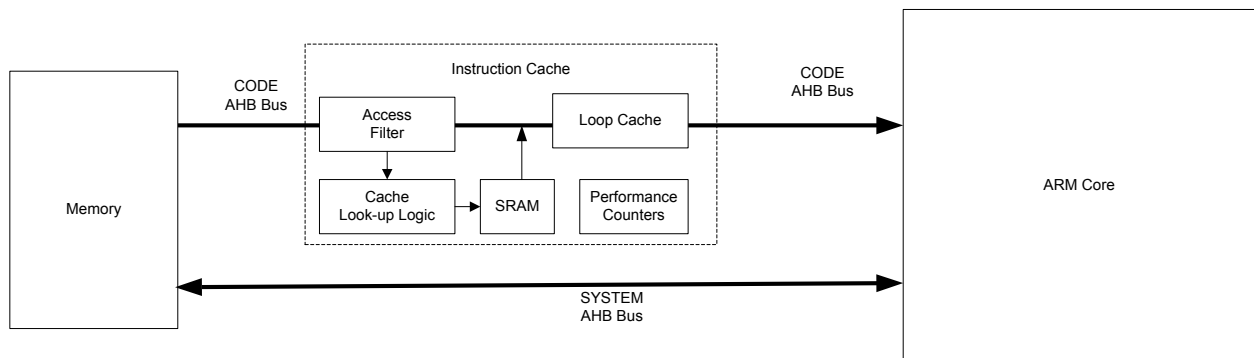 Instruction Cache
CODE
AHB Bus
CODE
AHB Bus
Access
Filter
Loop Cache
Memory
Cache
Look-up Logic
SRAM
Performance
Counters
ARM Core
SYSTEM
AHB Bus